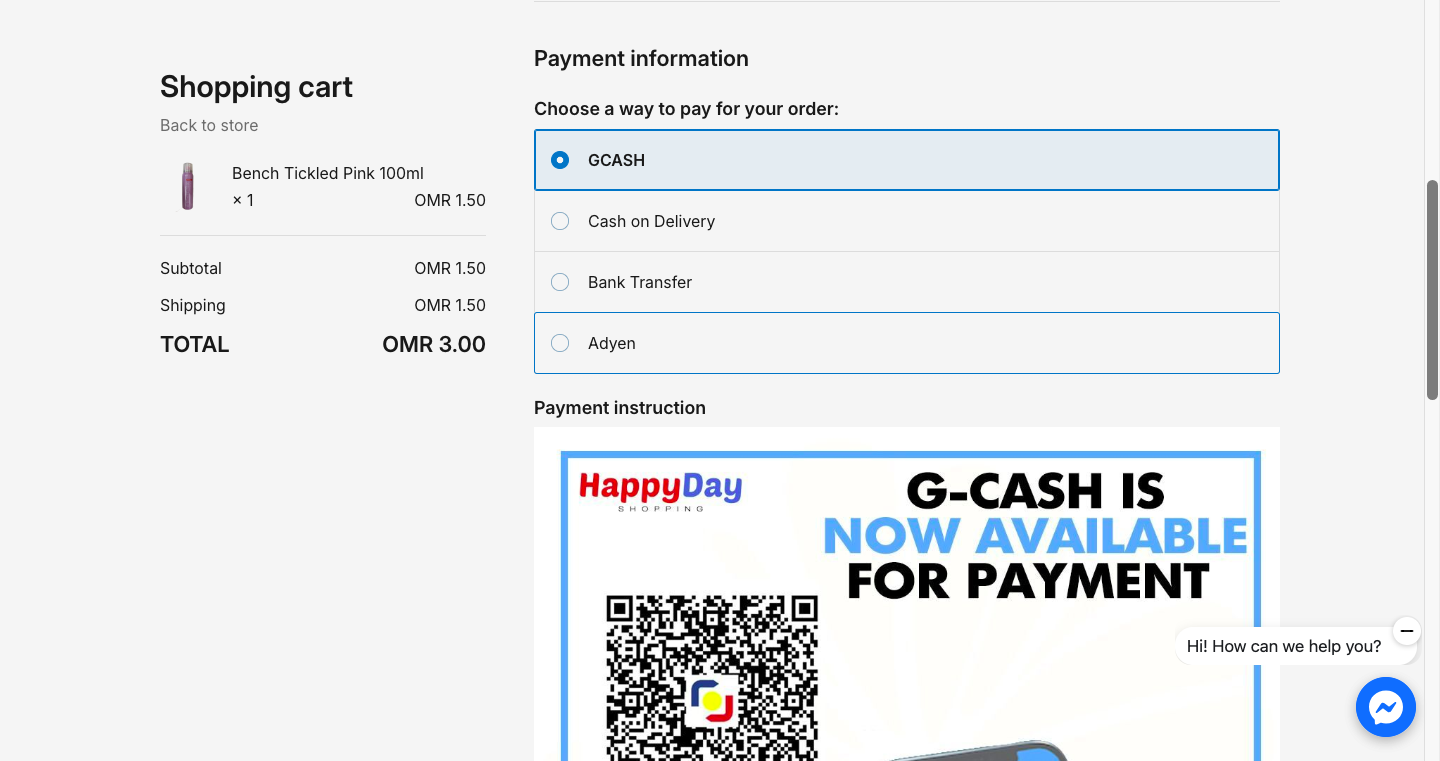 Shopping cart
Back to store
Bench Tickled Pink 100ml
× 1 OMR 1.50
Subtotal OMR 1.50
Shipping OMR 1.50
TOTAL OMR 3.00
Payment information
Choose a way to pay for your order:
GCASH
Cash on Delivery
Bank Transfer
Adyen
Payment instruction
HappyDay
SHOPPING
G-CASH IS
NOW AVAILABLE
FOR PAYMENT
Hi! How can we help you?